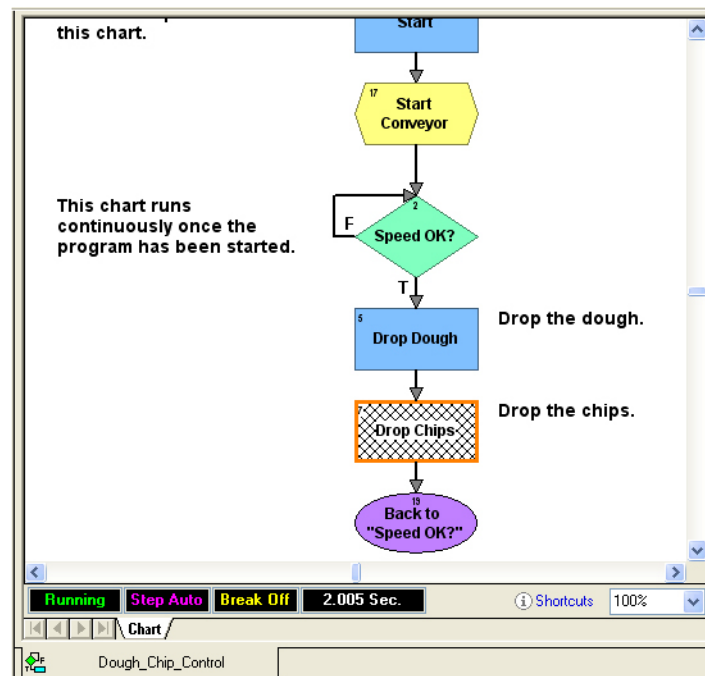 this chart.
Start
17
Start
Conveyor
This chart runs
continuously once the
program has been started.
2
F
Speed OK?
T
5
Drop Dough
Drop the dough.
7
Drop Chips
Drop the chips.
19
Back to
"Speed OK?"
Running
Step Auto
Break Off
2.005 Sec.
Shortcuts
100%
Chart
Dough_Chip_Control